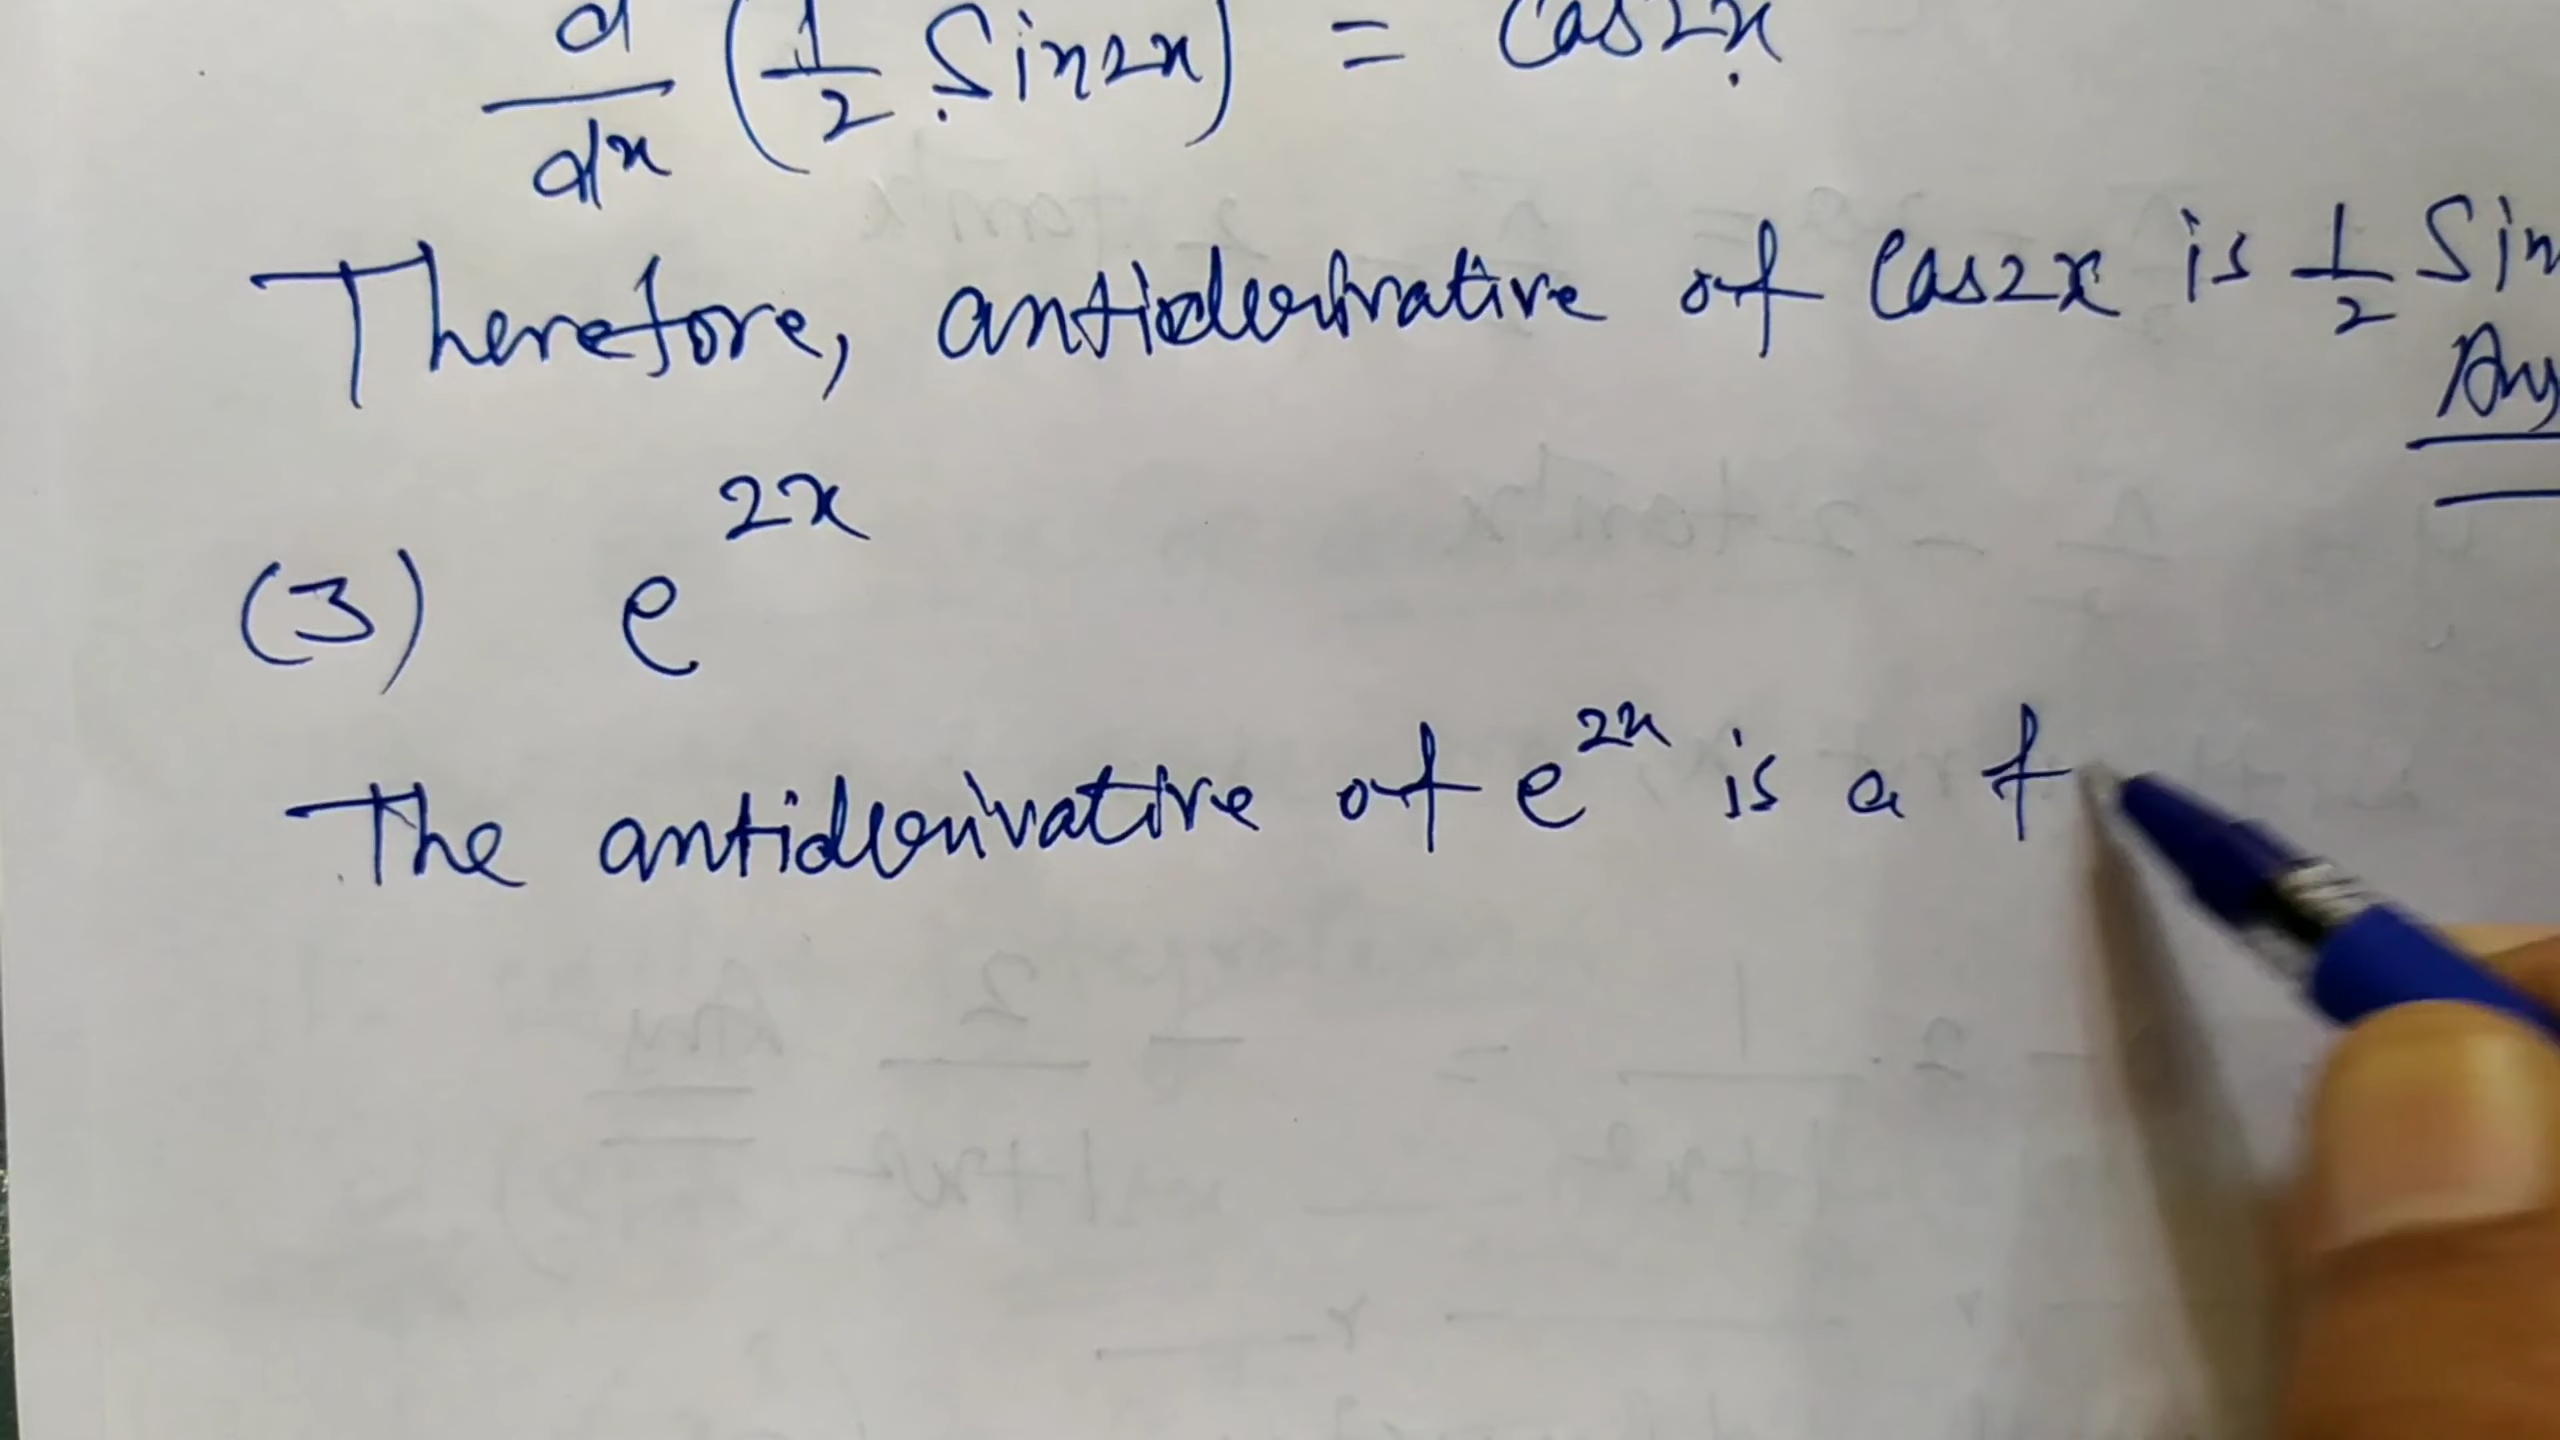 d/dx (1/2 Sin2x) = Cos2x
Therefore, antiderivative of Cos2x is 1/2 Sin
Ans
(3) e^2x
The antiderivative of e^2x is a f